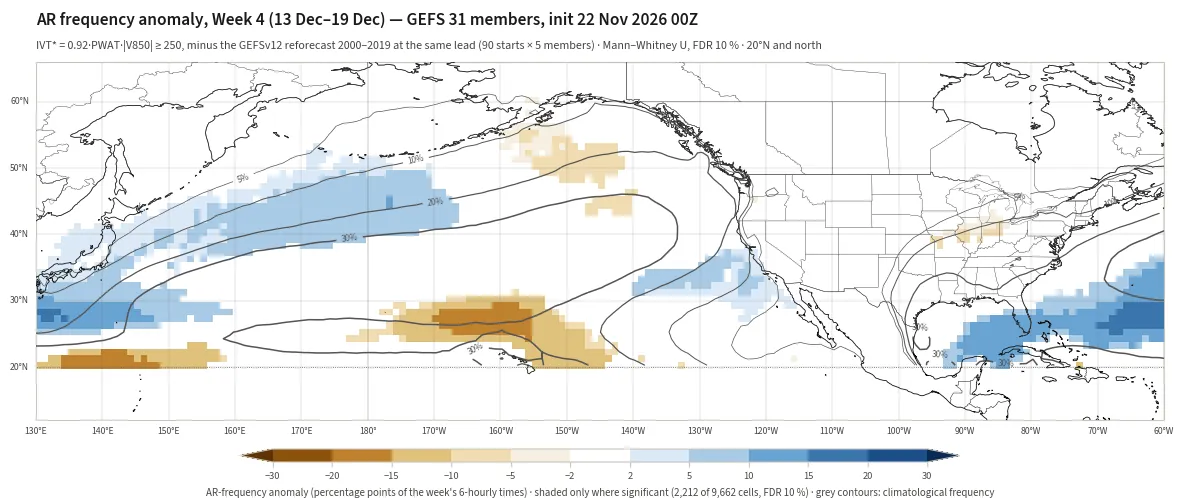 AR frequency anomaly, Week 4 (13 Dec–19 Dec) — GEFS 31 members, init 22 Nov 2026 00Z
IVT* = 0.92·PWAT·|V850| ≥ 250, minus the GEFSv12 reforecast 2000–2019 at the same lead (90 starts × 5 members) · Mann–Whitney U, FDR 10 % · 20°N and north
60°N
50°N
40°N
30°N
20°N
5%
10%
20%
30%
30%
30%
30%
130°E 140°E 150°E 160°E 170°E 180° 170°W 160°W 150°W 140°W 130°W 120°W 110°W 100°W 90°W 80°W 70°W 60°W
−30 −20 −15 −10 −5 −2 2 5 10 15 20 30
AR-frequency anomaly (percentage points of the week's 6-hourly times) · shaded only where significant (2,212 of 9,662 cells, FDR 10 %) · grey contours: climatological frequency